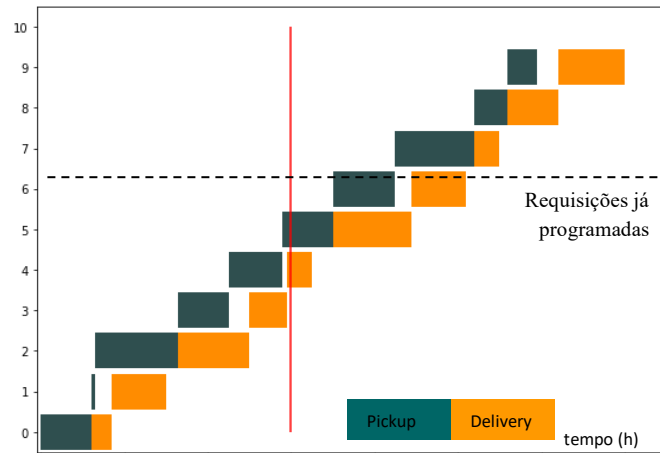 10
9
8
7
6
5
4
3
2
1
0
Requisições já
programadas
Pickup Delivery
tempo (h)